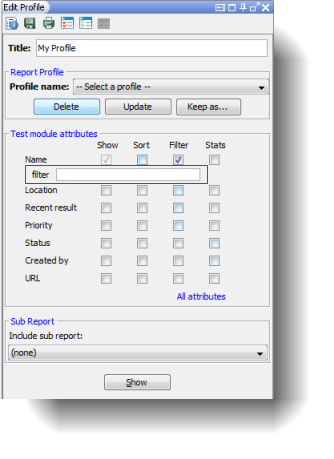 Edit Profile
Title: My Profile
Report Profile
Profile name: -- Select a profile --
Delete Update Keep as...
Test module attributes
Show Sort Filter Stats
Name
filter
Location
Recent result
Priority
Status
Created by
URL
All attributes
Sub Report
Include sub report:
(none)
Show